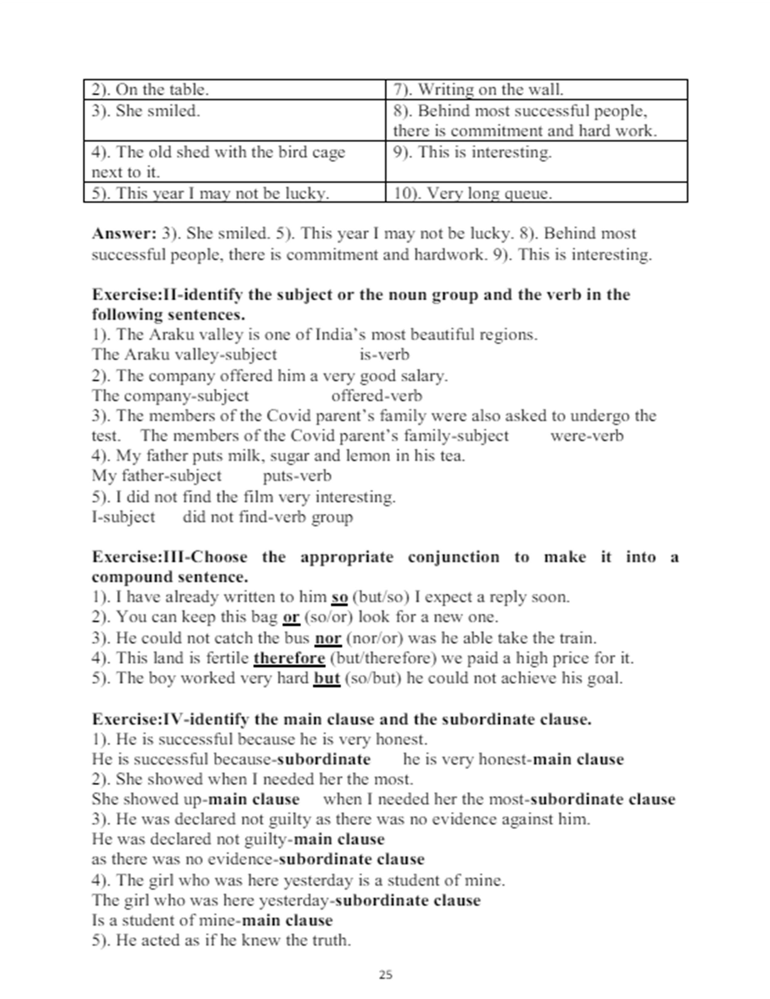 2). On the table.
7). Writing on the wall.
3). She smiled.
8). Behind most successful people,
there is commitment and hard work.
4). The old shed with the bird cage
next to it.
9). This is interesting.
5). This year I may not be lucky.
10). Very long queue.
Answer: 3). She smiled. 5). This year I may not be lucky. 8). Behind most
successful people, there is commitment and hardwork. 9). This is interesting.
Exercise:II-identify the subject or the noun group and the verb in the
following sentences.
1). The Araku valley is one of India’s most beautiful regions.
The Araku valley-subject is-verb
2). The company offered him a very good salary.
The company-subject offered-verb
3). The members of the Covid parent’s family were also asked to undergo the
test. The members of the Covid parent’s family-subject were-verb
4). My father puts milk, sugar and lemon in his tea.
My father-subject puts-verb
5). I did not find the film very interesting.
I-subject did not find-verb group
Exercise:III-Choose the appropriate conjunction to make it into a
compound sentence.
1). I have already written to him so (but/so) I expect a reply soon.
2). You can keep this bag or (so/or) look for a new one.
3). He could not catch the bus nor (nor/or) was he able take the train.
4). This land is fertile therefore (but/therefore) we paid a high price for it.
5). The boy worked very hard but (so/but) he could not achieve his goal.
Exercise:IV-identify the main clause and the subordinate clause.
1). He is successful because he is very honest.
He is successful because-subordinate he is very honest-main clause
2). She showed when I needed her the most.
She showed up-main clause when I needed her the most-subordinate clause
3). He was declared not guilty as there was no evidence against him.
He was declared not guilty-main clause
as there was no evidence-subordinate clause
4). The girl who was here yesterday is a student of mine.
The girl who was here yesterday-subordinate clause
Is a student of mine-main clause
5). He acted as if he knew the truth.
25